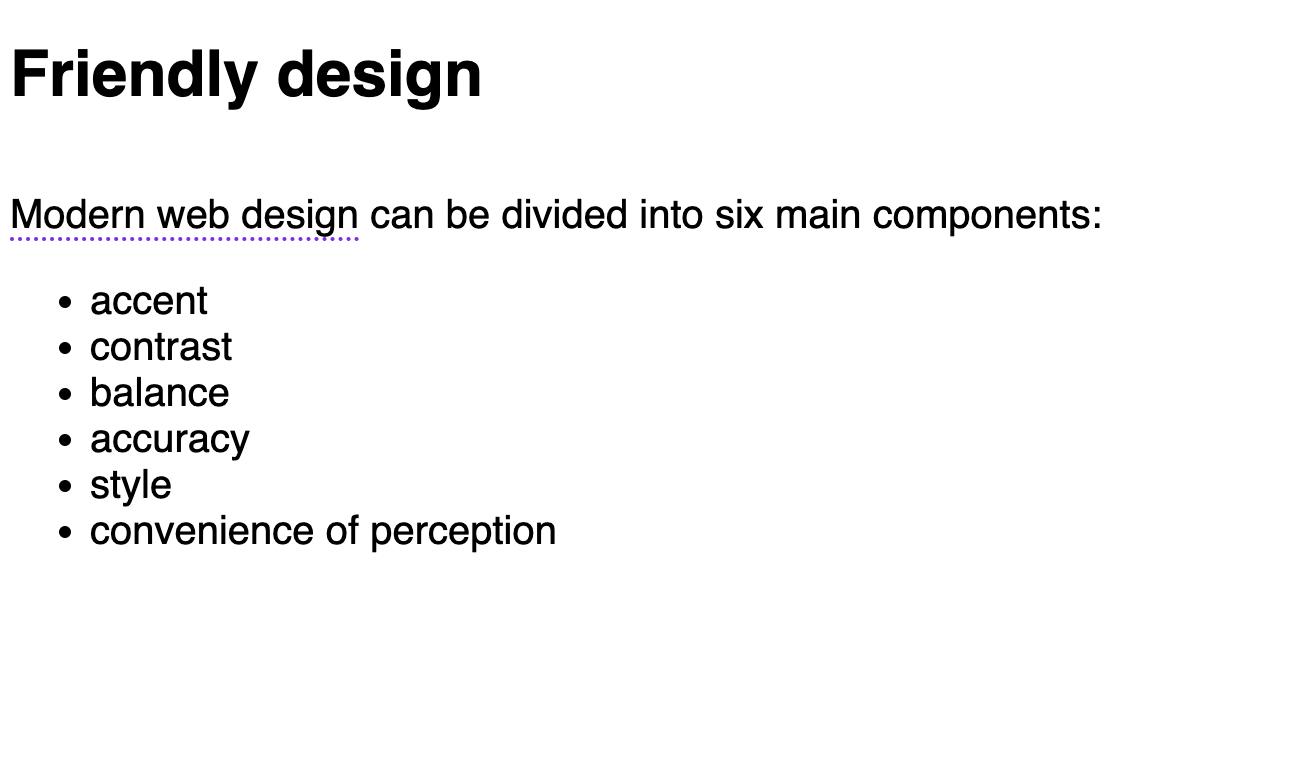 Friendly design
Modern web design can be divided into six main components:
accent
contrast
balance
accuracy
style
convenience of perception